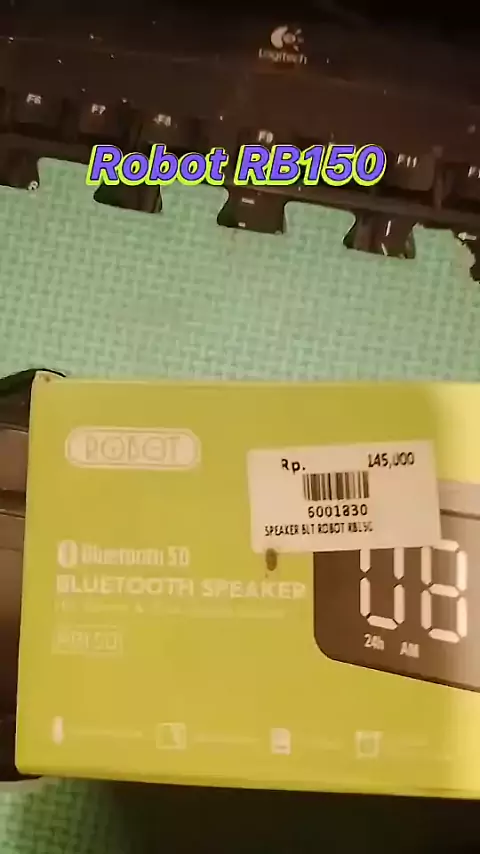 Logitech
F6
F7
F8
F9
F11
Robot RB150
ROBOT
Rp. 145,000
6001830
SPEAKER BLT ROBOT RB150
Bluetooth 5.0
BLUETOOTH SPEAKER
RB150
08
24h AM